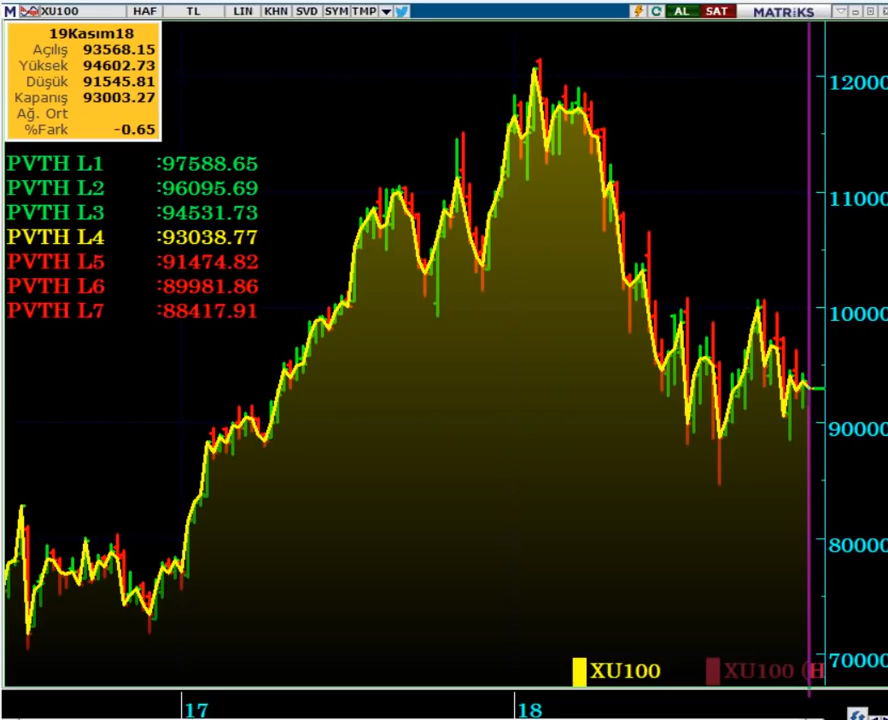 M XU100 HAF TL LIN KHN SVD SYM TMP AL SAT MATRiKS
19Kasım18
Açılış 93568.15
Yüksek 94602.73
Düşük 91545.81
Kapanış 93003.27
Ağ. Ort
%Fark -0.65
PVTH L1 :97588.65
PVTH L2 :96095.69
PVTH L3 :94531.73
PVTH L4 :93038.77
PVTH L5 :91474.82
PVTH L6 :89981.86
PVTH L7 :88417.91
12000
11000
10000
90000
80000
70000
XU100 XU100 (H
17 18